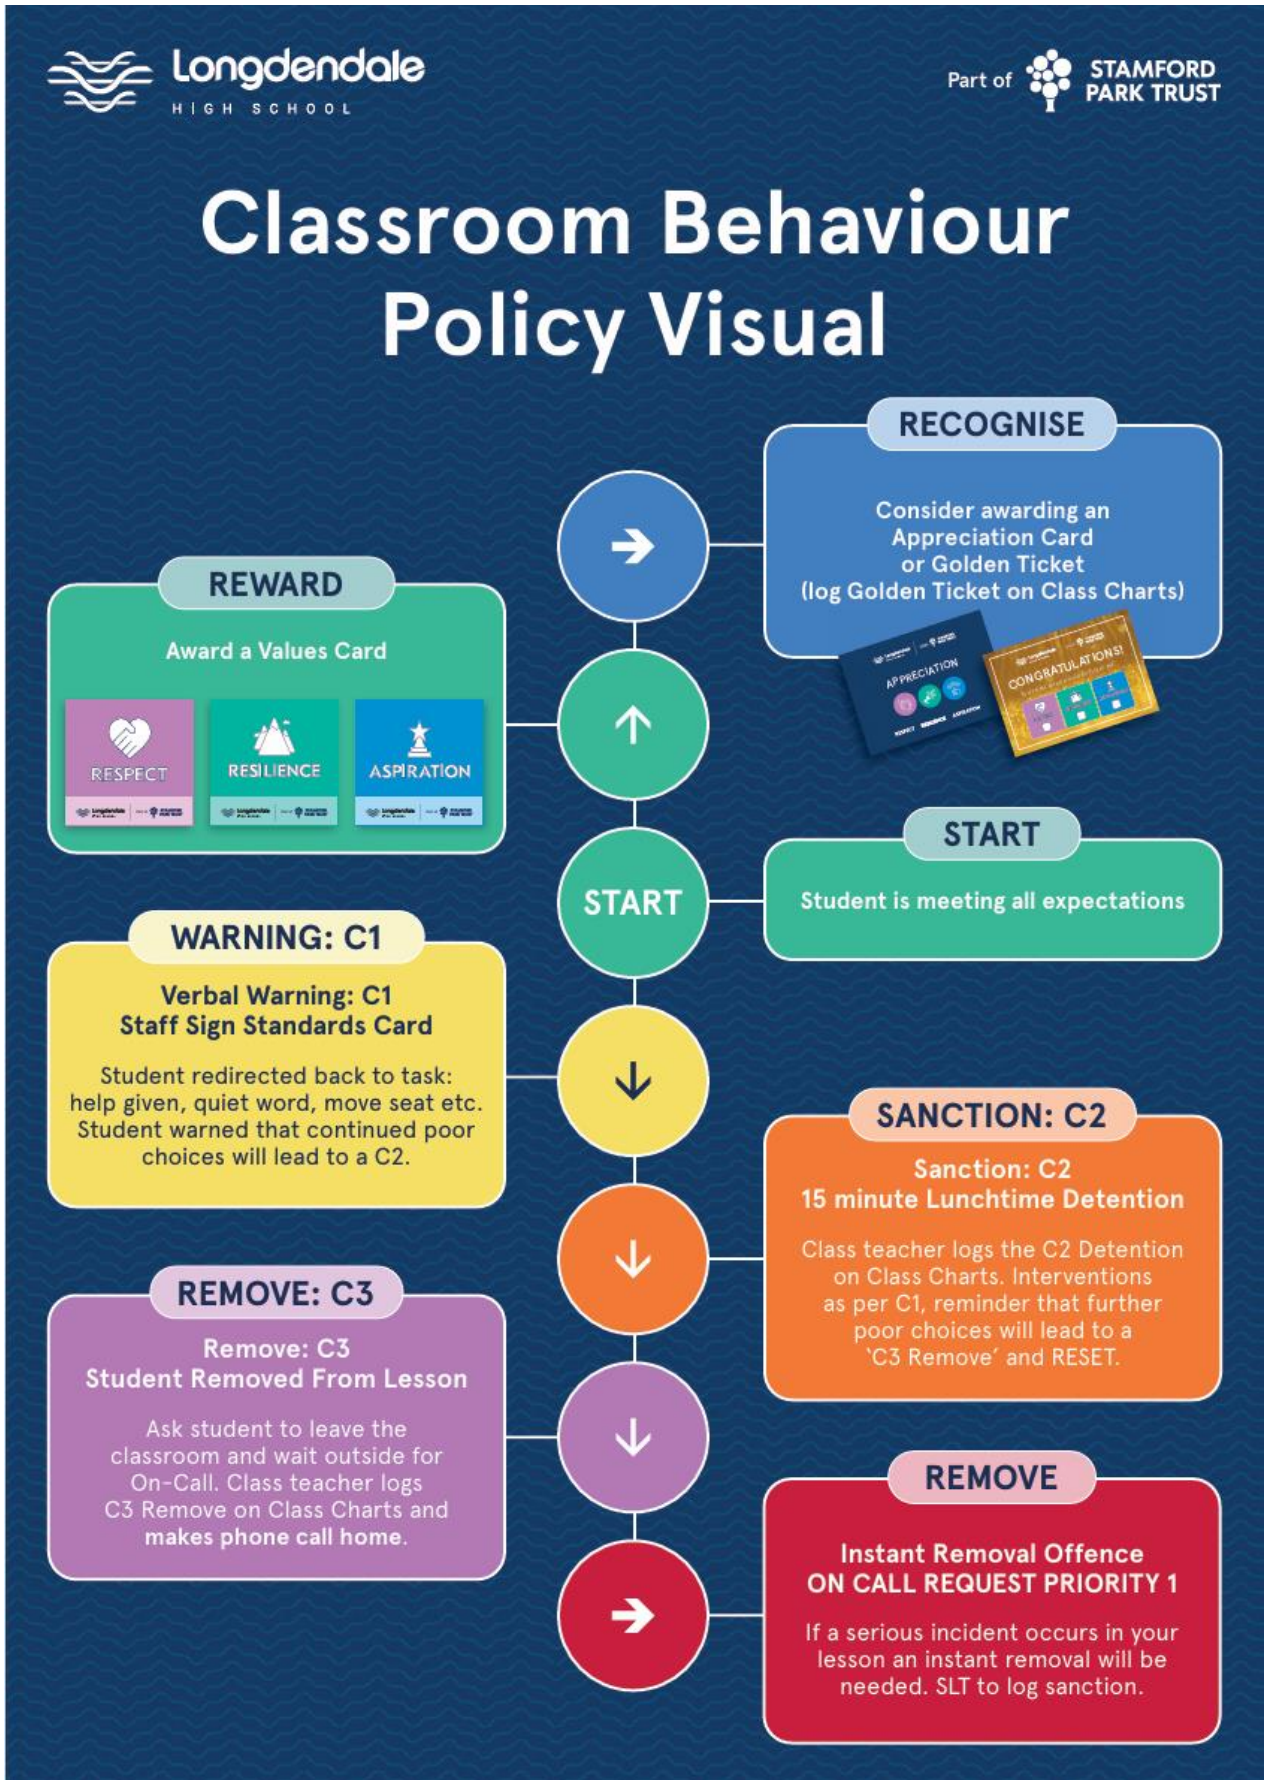 Longdendale
HIGH SCHOOL
Part of
STAMFORD
PARK TRUST
Classroom Behaviour
Policy Visual
RECOGNISE
Consider awarding an
Appreciation Card
or Golden Ticket
(log Golden Ticket on Class Charts)
APPRECIATION
CONGRATULATIONS!
REWARD
Award a Values Card
RESPECT
RESILIENCE
ASPIRATION
START
START
Student is meeting all expectations
WARNING: C1
Verbal Warning: C1
Staff Sign Standards Card
Student redirected back to task:
help given, quiet word, move seat etc.
Student warned that continued poor
choices will lead to a C2.
SANCTION: C2
Sanction: C2
15 minute Lunchtime Detention
Class teacher logs the C2 Detention
on Class Charts. Interventions
as per C1, reminder that further
poor choices will lead to a
‘C3 Remove’ and RESET.
REMOVE: C3
Remove: C3
Student Removed From Lesson
Ask student to leave the
classroom and wait outside for
On-Call. Class teacher logs
C3 Remove on Class Charts and
makes phone call home.
REMOVE
Instant Removal Offence
ON CALL REQUEST PRIORITY 1
If a serious incident occurs in your
lesson an instant removal will be
needed. SLT to log sanction.